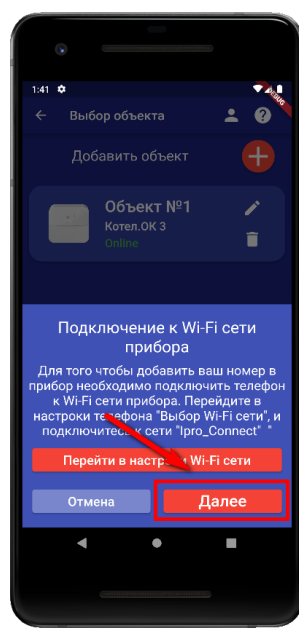 1:41
DEBUG
Выбор объекта
Добавить объект
Объект №1
Котел.ОК 3
Online
Подключение к Wi-Fi сети
прибора
Для того чтобы добавить ваш номер в
прибор необходимо подключить телефон
к Wi-Fi сети прибора. Перейдите в
настроки телефона "Выбор Wi-Fi сети", и
подключитесь к сети "Ipro_Connect" "
Перейти в настройки Wi-Fi сети
Отмена
Далее